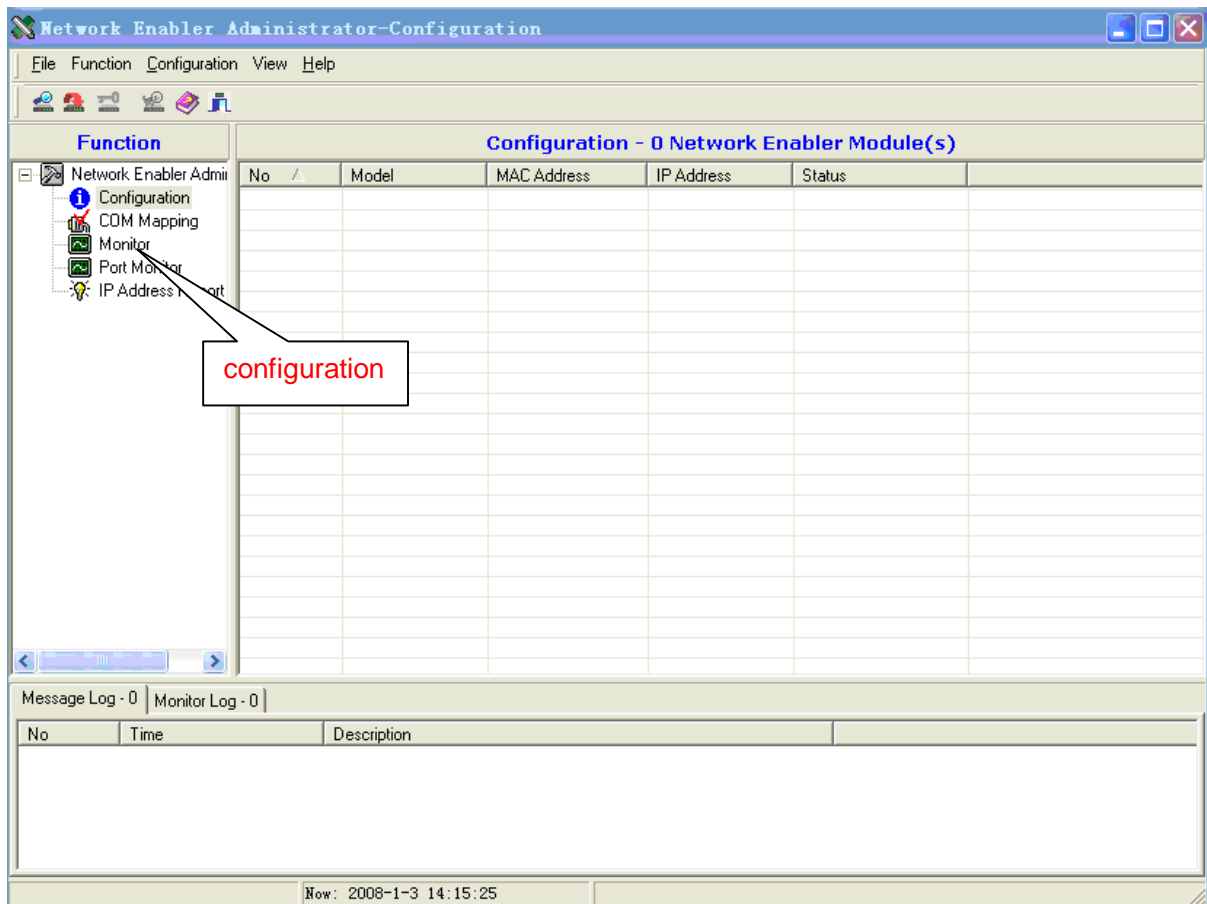 Network Enabler Administrator-Configuration
File Function Configuration View Help
Function
Configuration - 0 Network Enabler Module(s)
Network Enabler Admi
No Model MAC Address IP Address Status
Configuration
COM Mapping
Monitor
Port Monitor
IP Address
configuration
Message Log - 0 Monitor Log - 0
No Time Description
Now: 2008-1-3 14:15:25